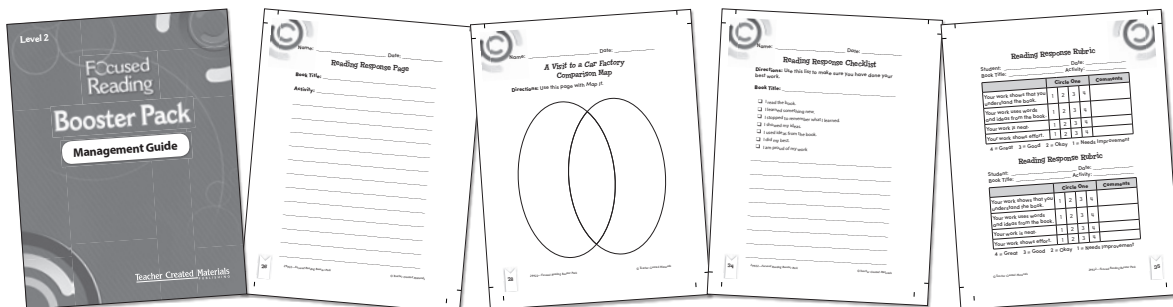 Level 2
Focused
Reading
Booster Pack
Management Guide
Teacher Created Materials
PUBLISHING
Name: Date:
Reading Response Page
Book Title:
Activity:
Name: Date:
A Visit to a Car Factory
Comparison Map
Directions: Use this page with Map It.
38
Name: Date:
Reading Response Checklist
Directions: Use this list to make sure you have done your
best work.
Book Title:
I read the book.
I learned something new.
I stopped to remember what I learned.
I showed my ideas.
I used ideas from the book.
I did my best.
I am proud of my work.
34
Reading Response Rubric
Student: Date:
Book Title: Activity:
Circle One Comments
Your work shows that you
understand the book. 1 2 3 4
Your work uses words
and ideas from the book. 1 2 3 4
Your work is neat. 1 2 3 4
Your work shows effort. 1 2 3 4
4 = Great 3 = Good 2 = Okay 1 = Needs Improvement
Reading Response Rubric
Student: Date:
Book Title: Activity:
Circle One Comments
Your work shows that you
understand the book. 1 2 3 4
Your work uses words
and ideas from the book. 1 2 3 4
Your work is neat. 1 2 3 4
Your work shows effort. 1 2 3 4
4 = Great 3 = Good 2 = Okay 1 = Needs Improvement
35